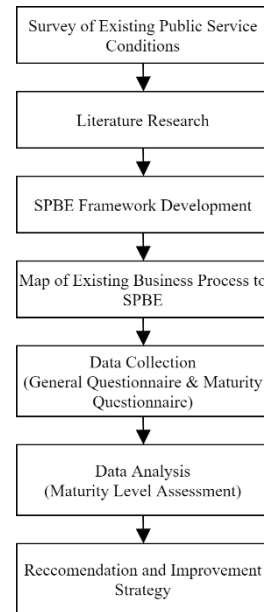 Survey of Existing Public Service
Conditions
Literature Research
SPBE Framework Development
Map of Existing Business Process to
SPBE
Data Collection
(General Questionnaire & Maturity
Questionnaire)
Data Analysis
(Maturity Level Assessment)
Reccomendation and Improvement
Strategy